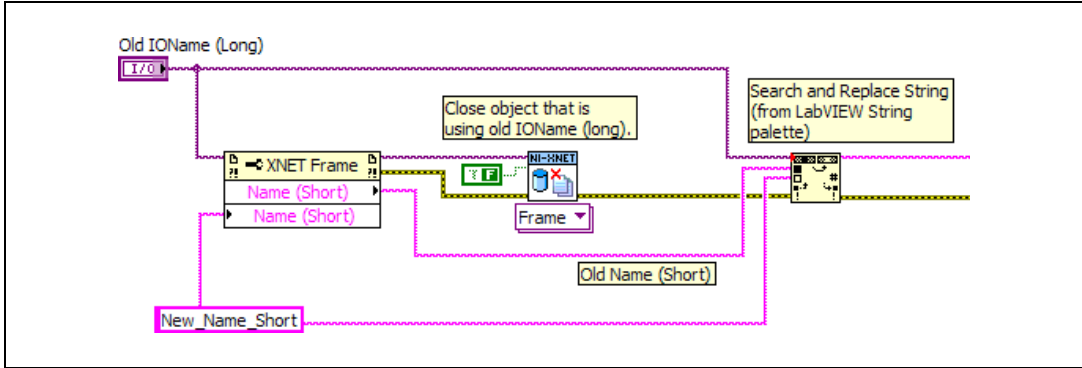 Old IOName (Long)
I/O
Close object that is
using old IOName (long).
Search and Replace String
(from LabVIEW String
palette)
XNET Frame
?!
?!
NI-XNET
? F
Name (Short)
Name (Short)
Frame
#
Old Name (Short)
New_Name_Short